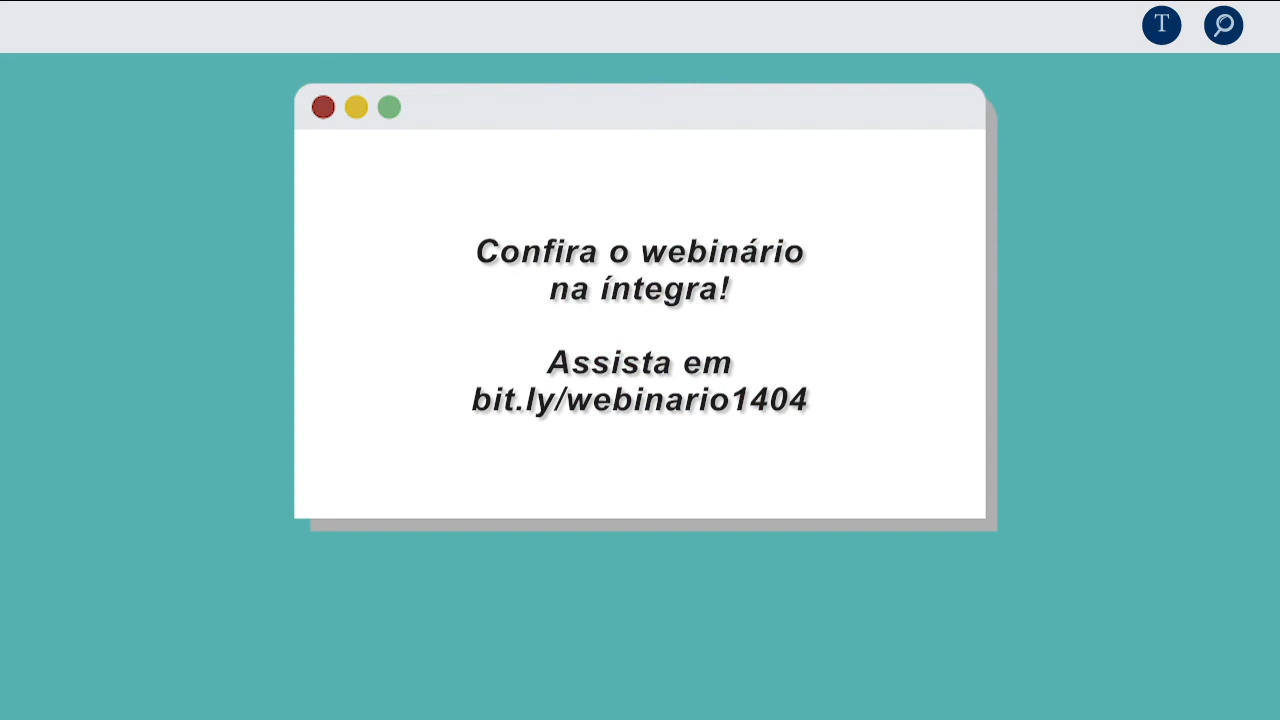 T
Confira o webinário
na íntegra!
Assista em
bit.ly/webinario1404